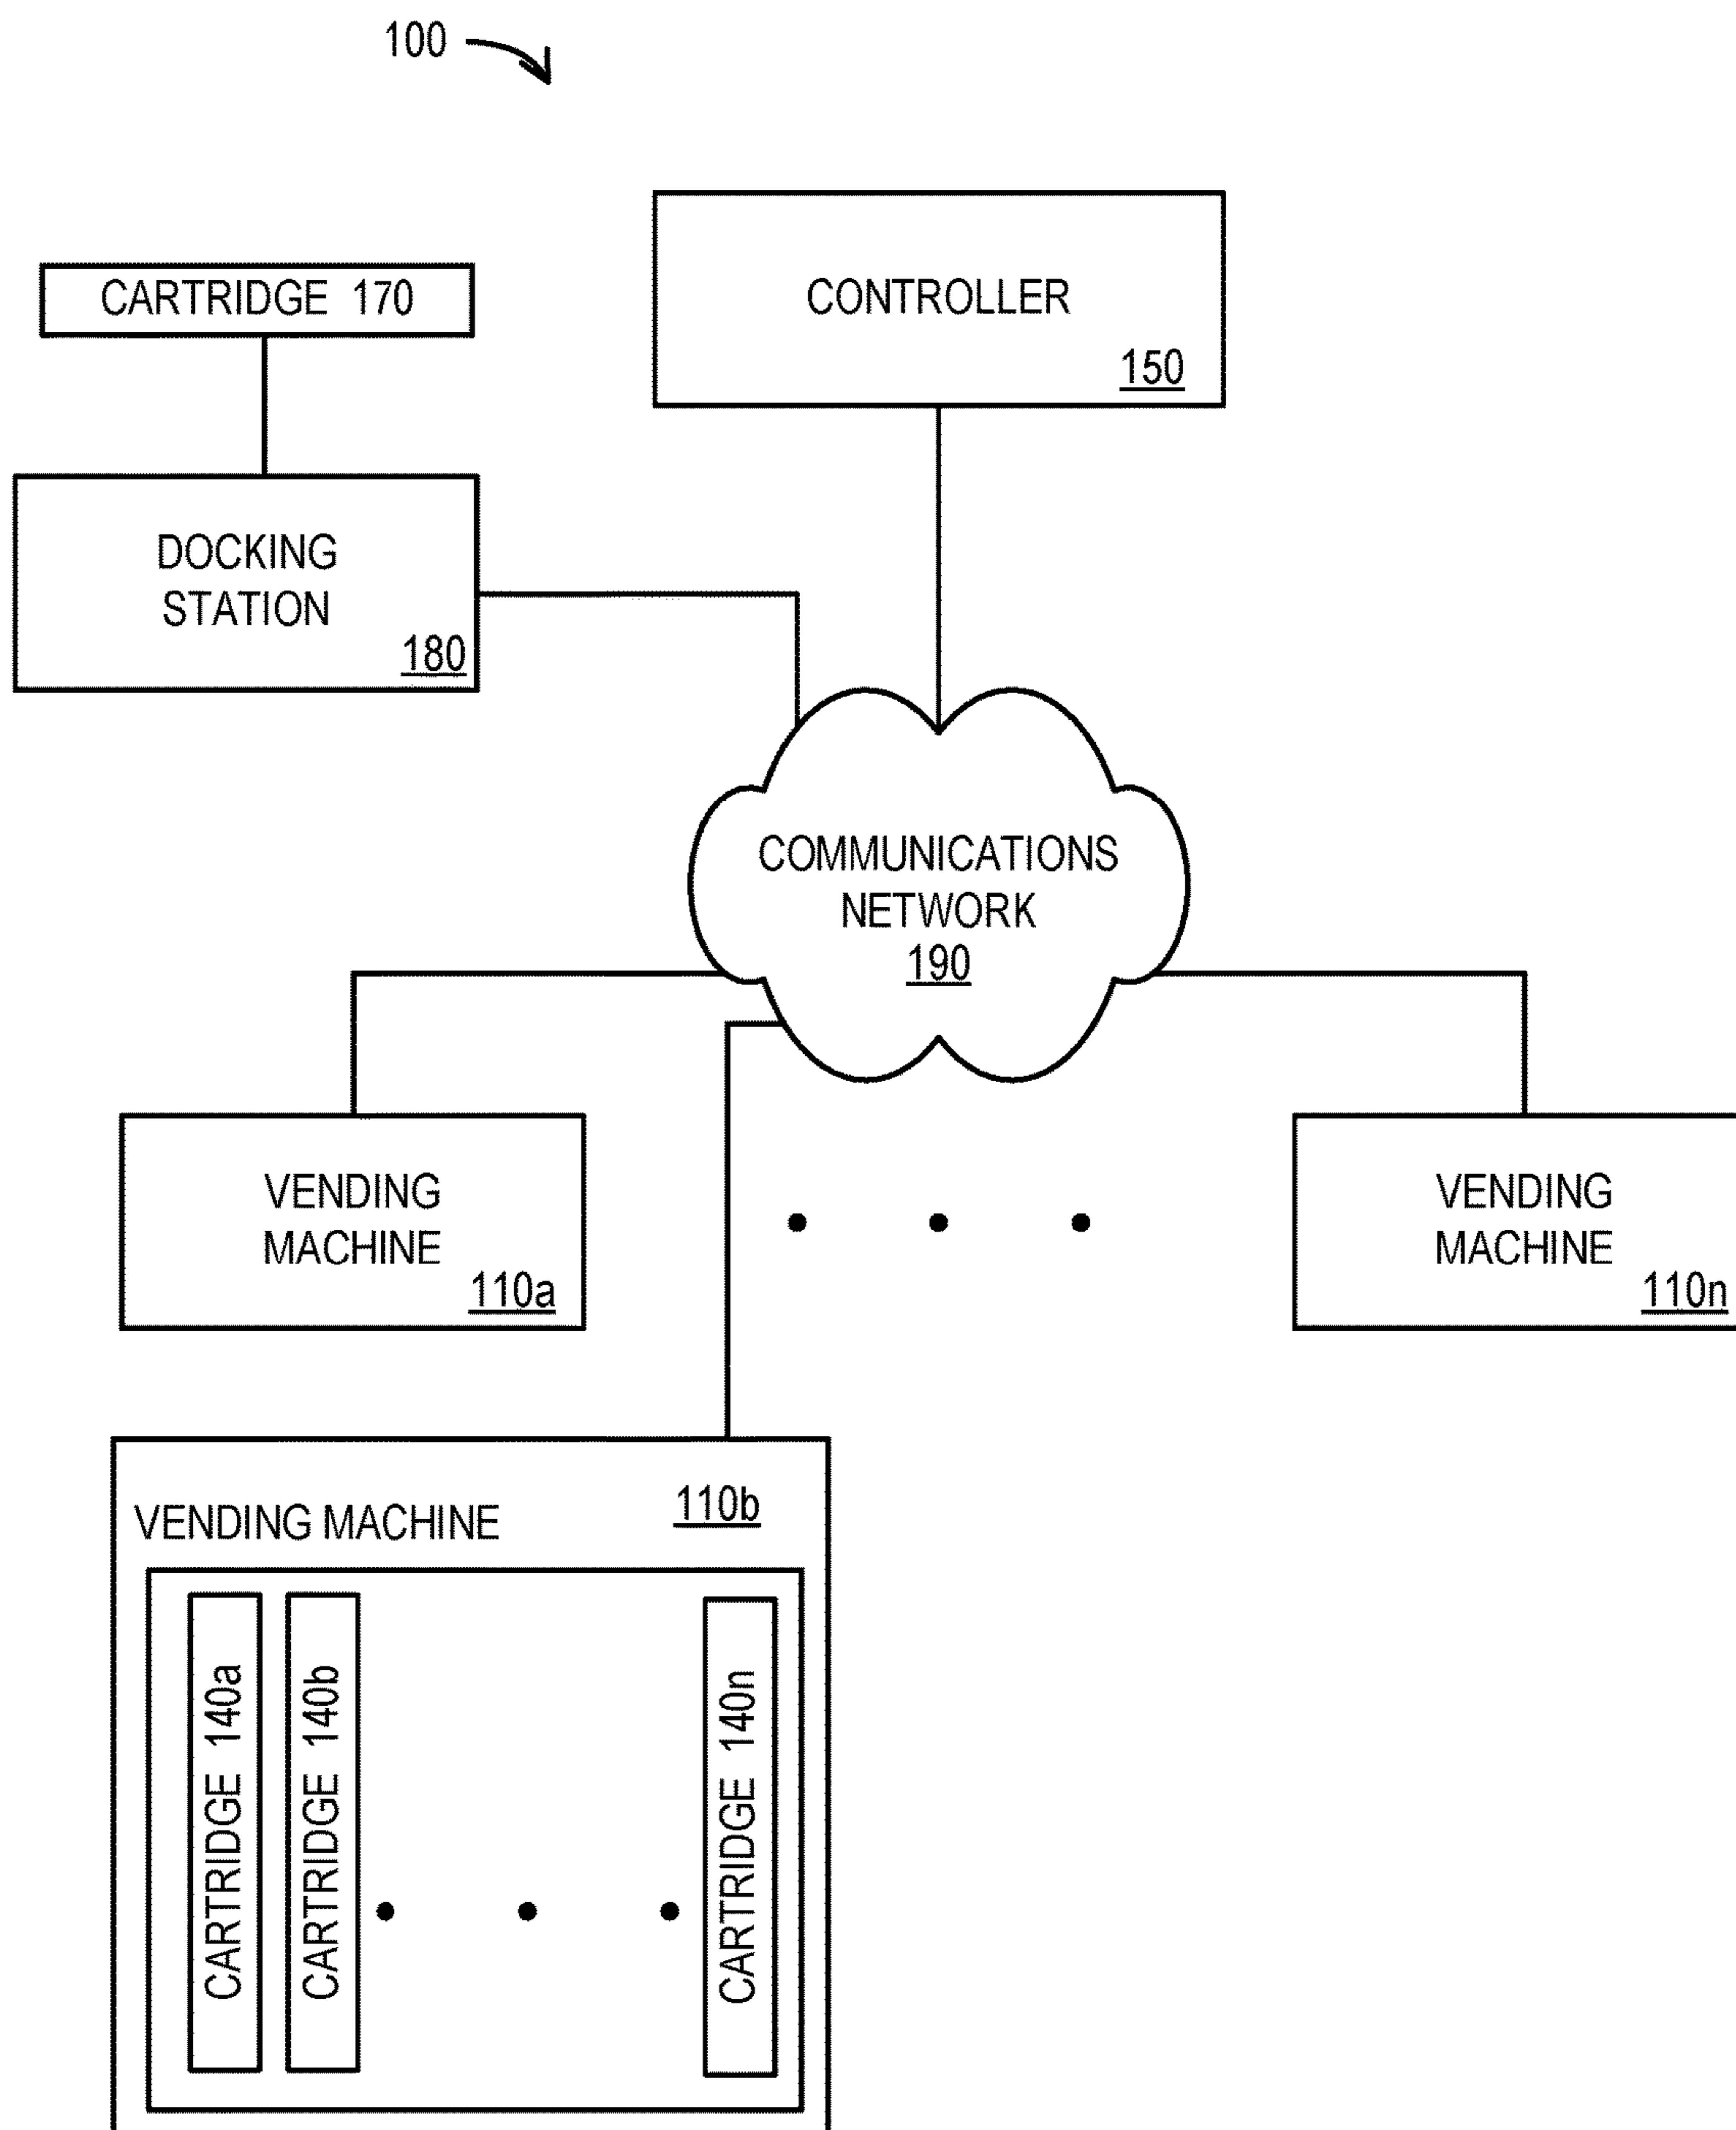 100
CARTRIDGE 170
CONTROLLER
150
DOCKING
STATION
180
COMMUNICATIONS
NETWORK
190
VENDING
MACHINE
110a
VENDING
MACHINE
110n
VENDING MACHINE
110b
CARTRIDGE 140a
CARTRIDGE 140b
CARTRIDGE 140n